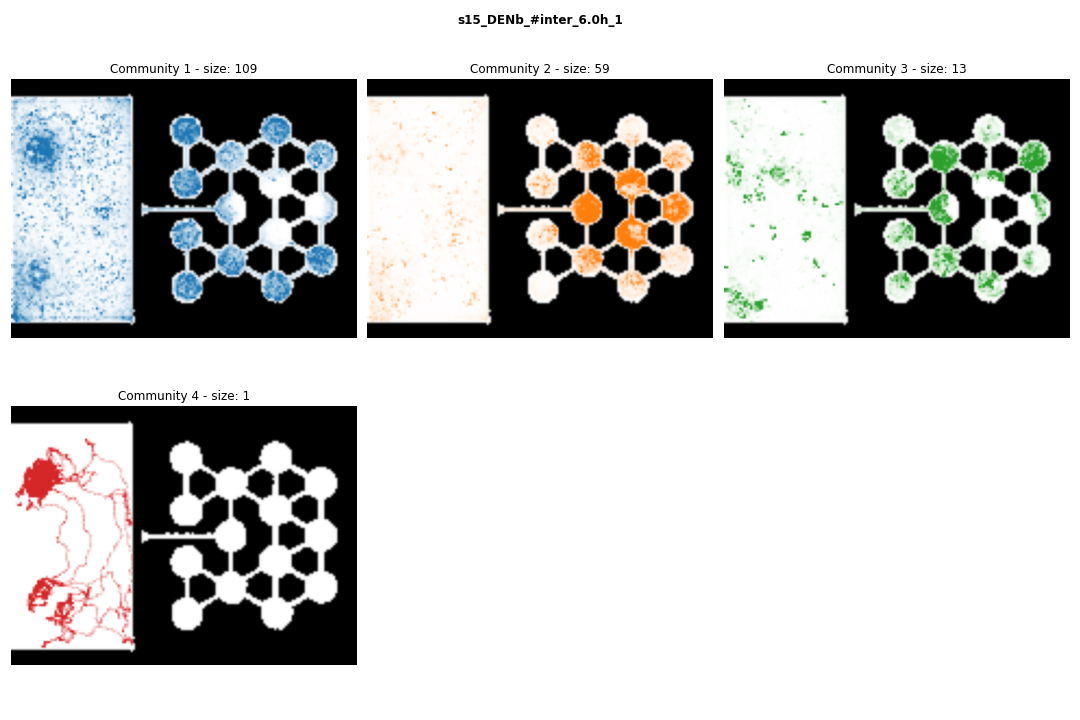 s15_DENb_#inter_6.0h_1
Community 1 - size: 109
Community 2 - size: 59
Community 3 - size: 13
Community 4 - size: 1